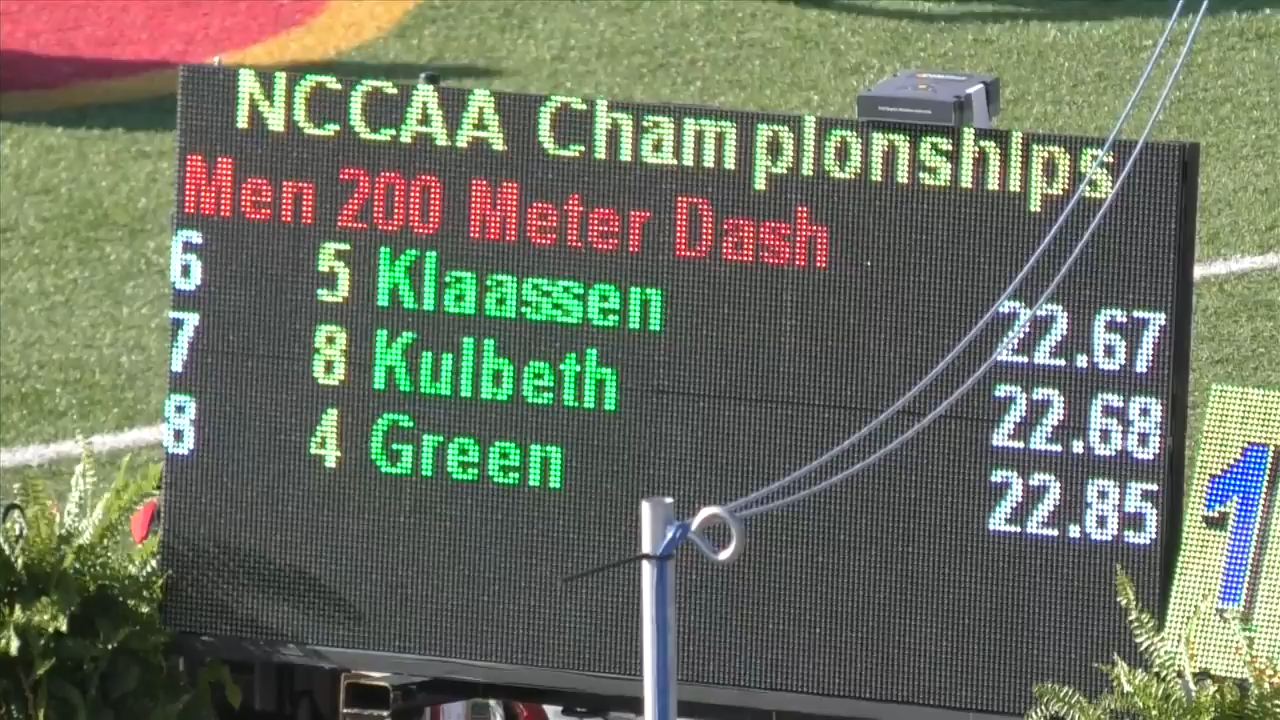 NCCAA Championships
Men 200 Meter Dash
6 5 Klaassen 22.67
7 8 Kulbeth 22.68
8 4 Green 22.85
1